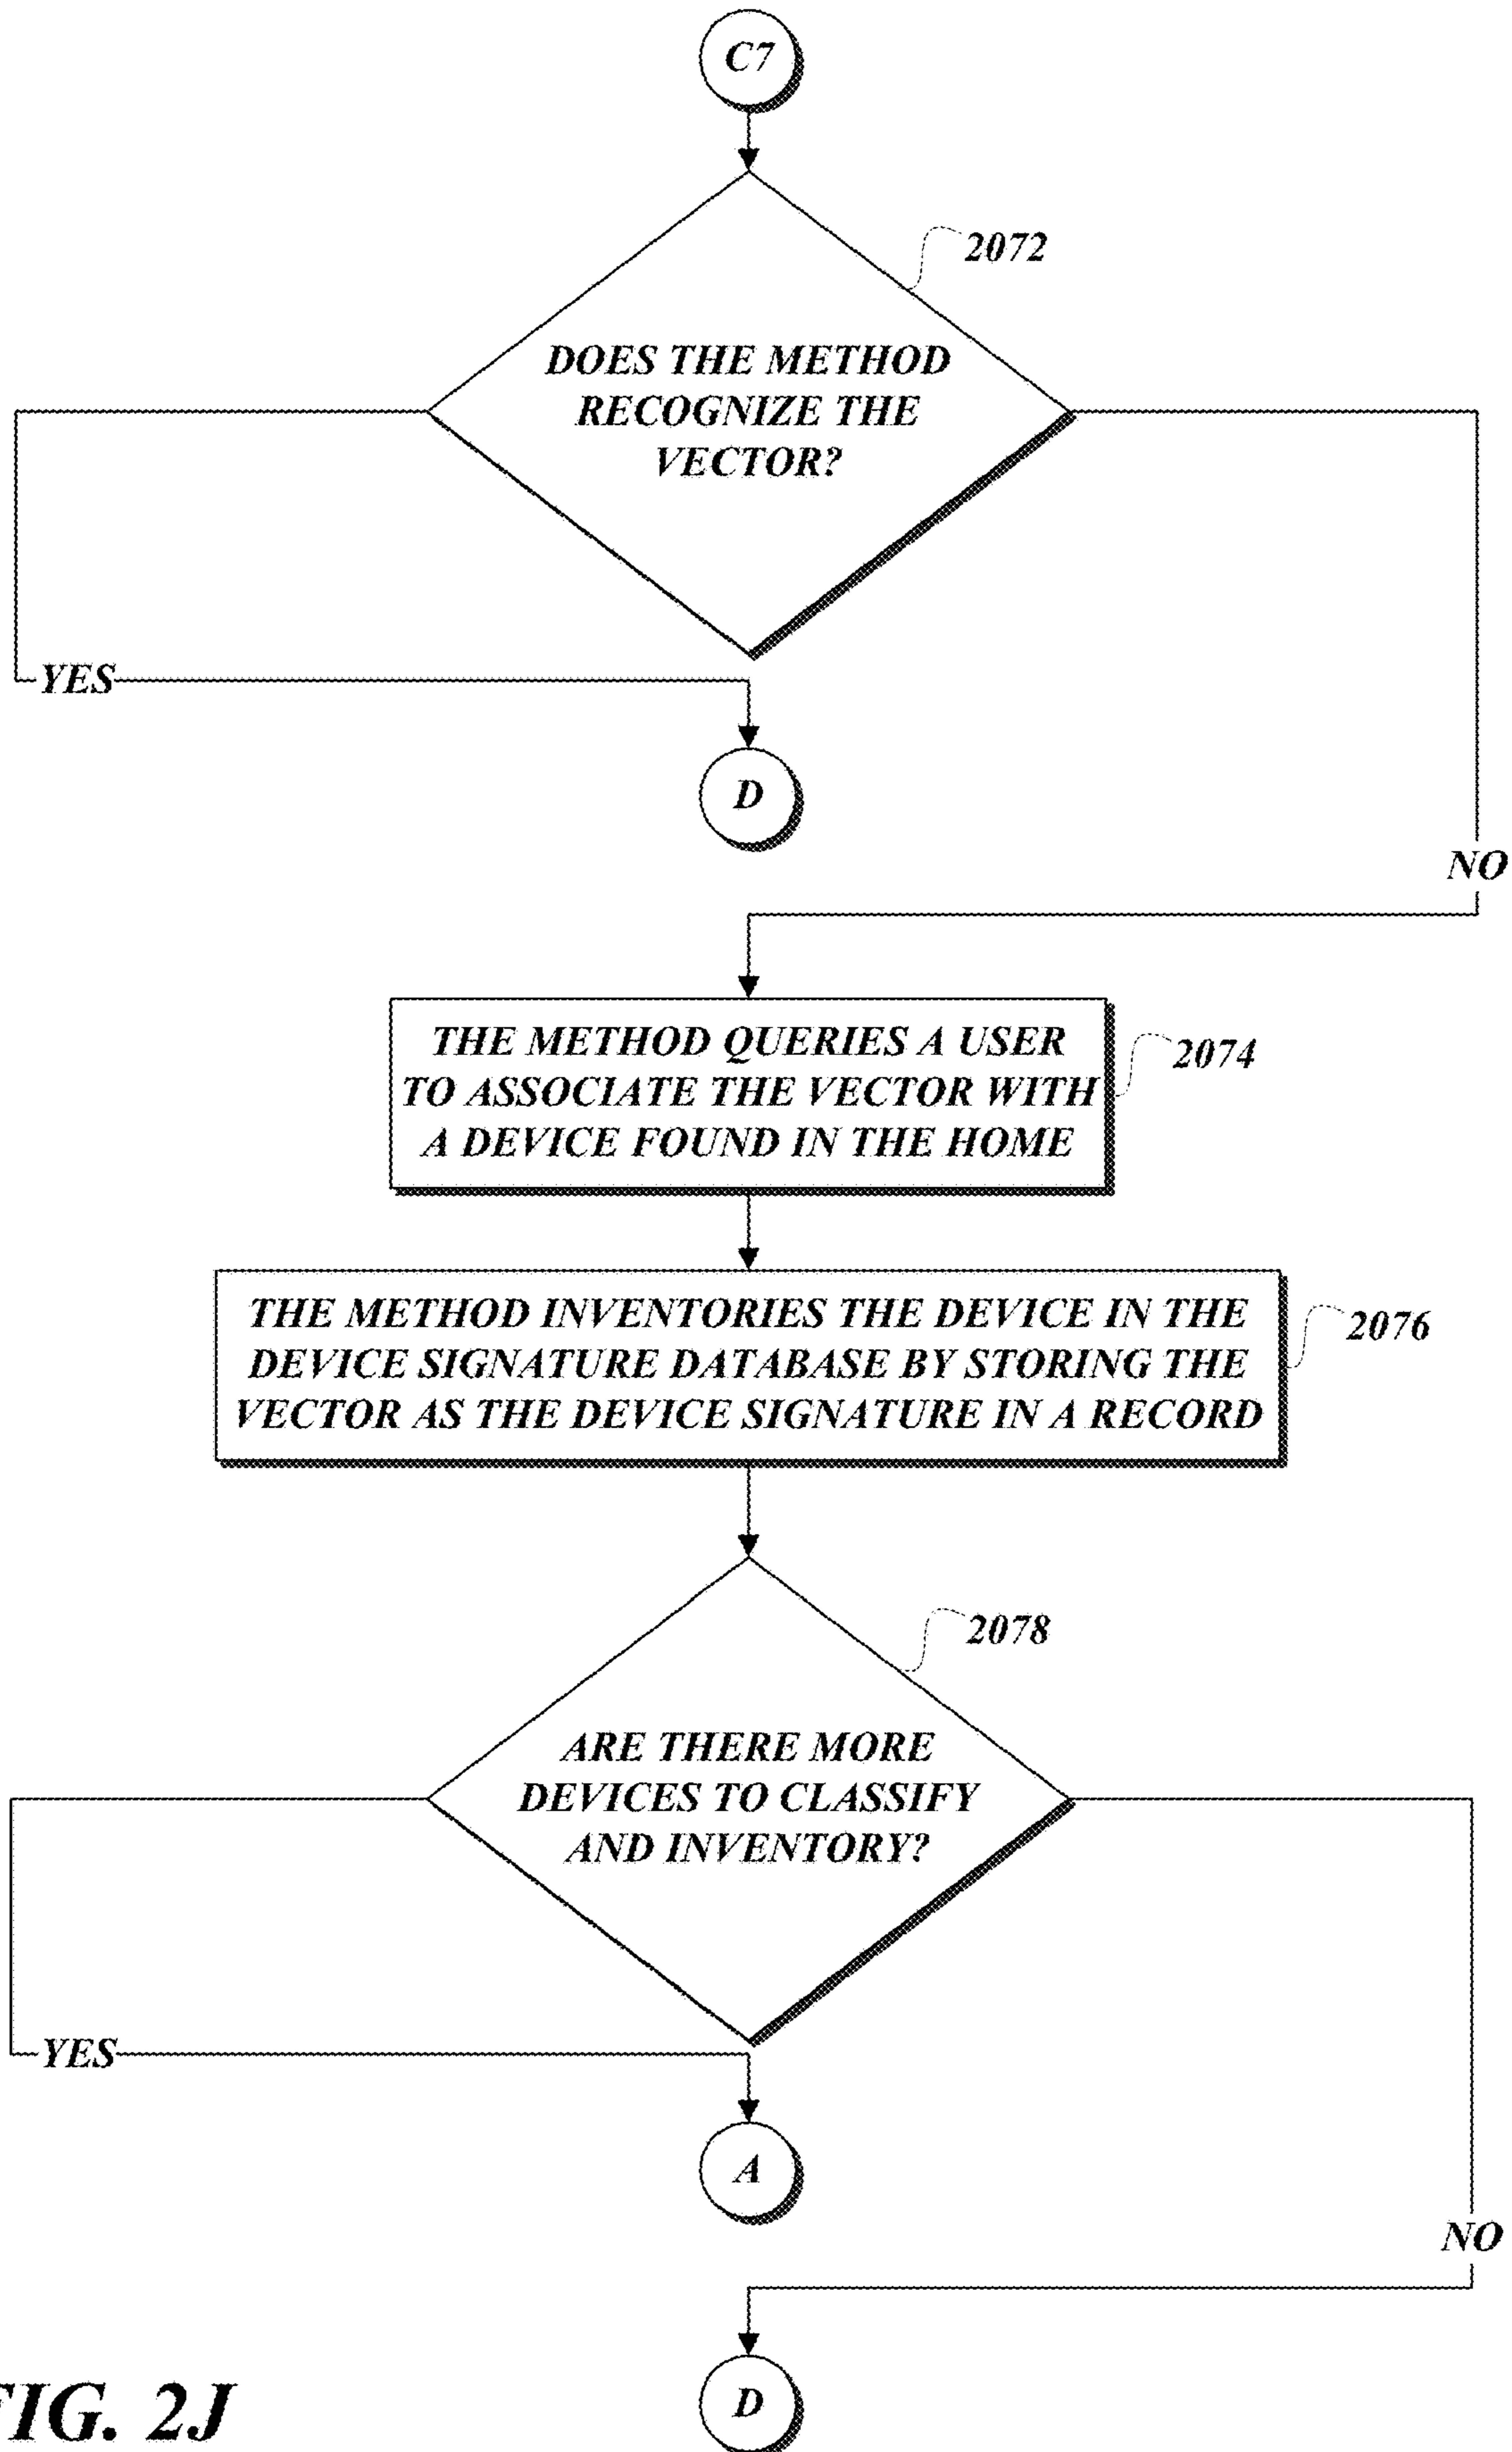 C7
2072
DOES THE METHOD
RECOGNIZE THE
VECTOR?
YES
D
NO
THE METHOD QUERIES A USER
TO ASSOCIATE THE VECTOR WITH
A DEVICE FOUND IN THE HOME
2074
THE METHOD INVENTORIES THE DEVICE IN THE
DEVICE SIGNATURE DATABASE BY STORING THE
VECTOR AS THE DEVICE SIGNATURE IN A RECORD
2076
2078
ARE THERE MORE
DEVICES TO CLASSIFY
AND INVENTORY?
YES
A
NO
D
FIG. 2J